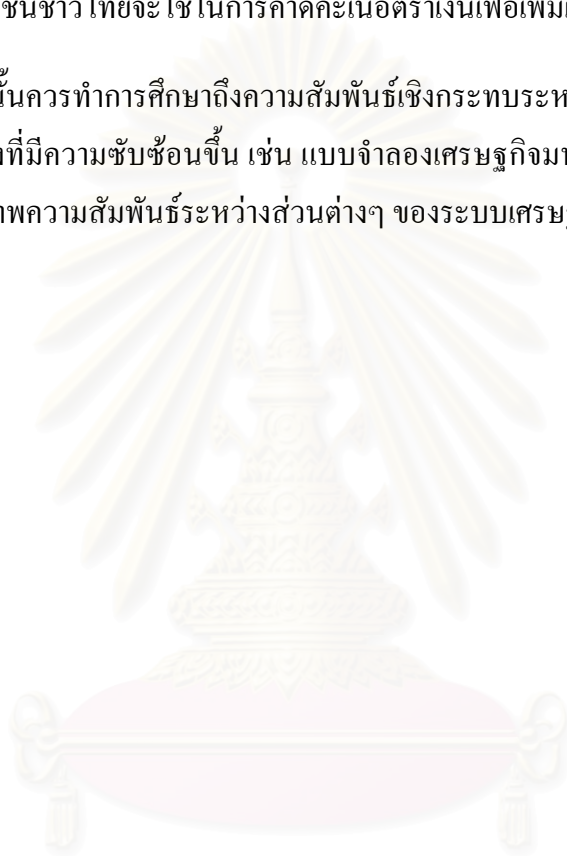 ชนชาวไทยจะใช้ในการคาดคะเนอัตราเงินเฟ้อเพิ่มเ
ั้นควรทำการศึกษาถึงความสัมพันธ์เชิงกระทบระห
ที่มีความซับซ้อนขึ้น เช่น แบบจำลองเศรษฐกิจมห
าพความสัมพันธ์ระหว่างส่วนต่างๆ ของระบบเศรษฐ